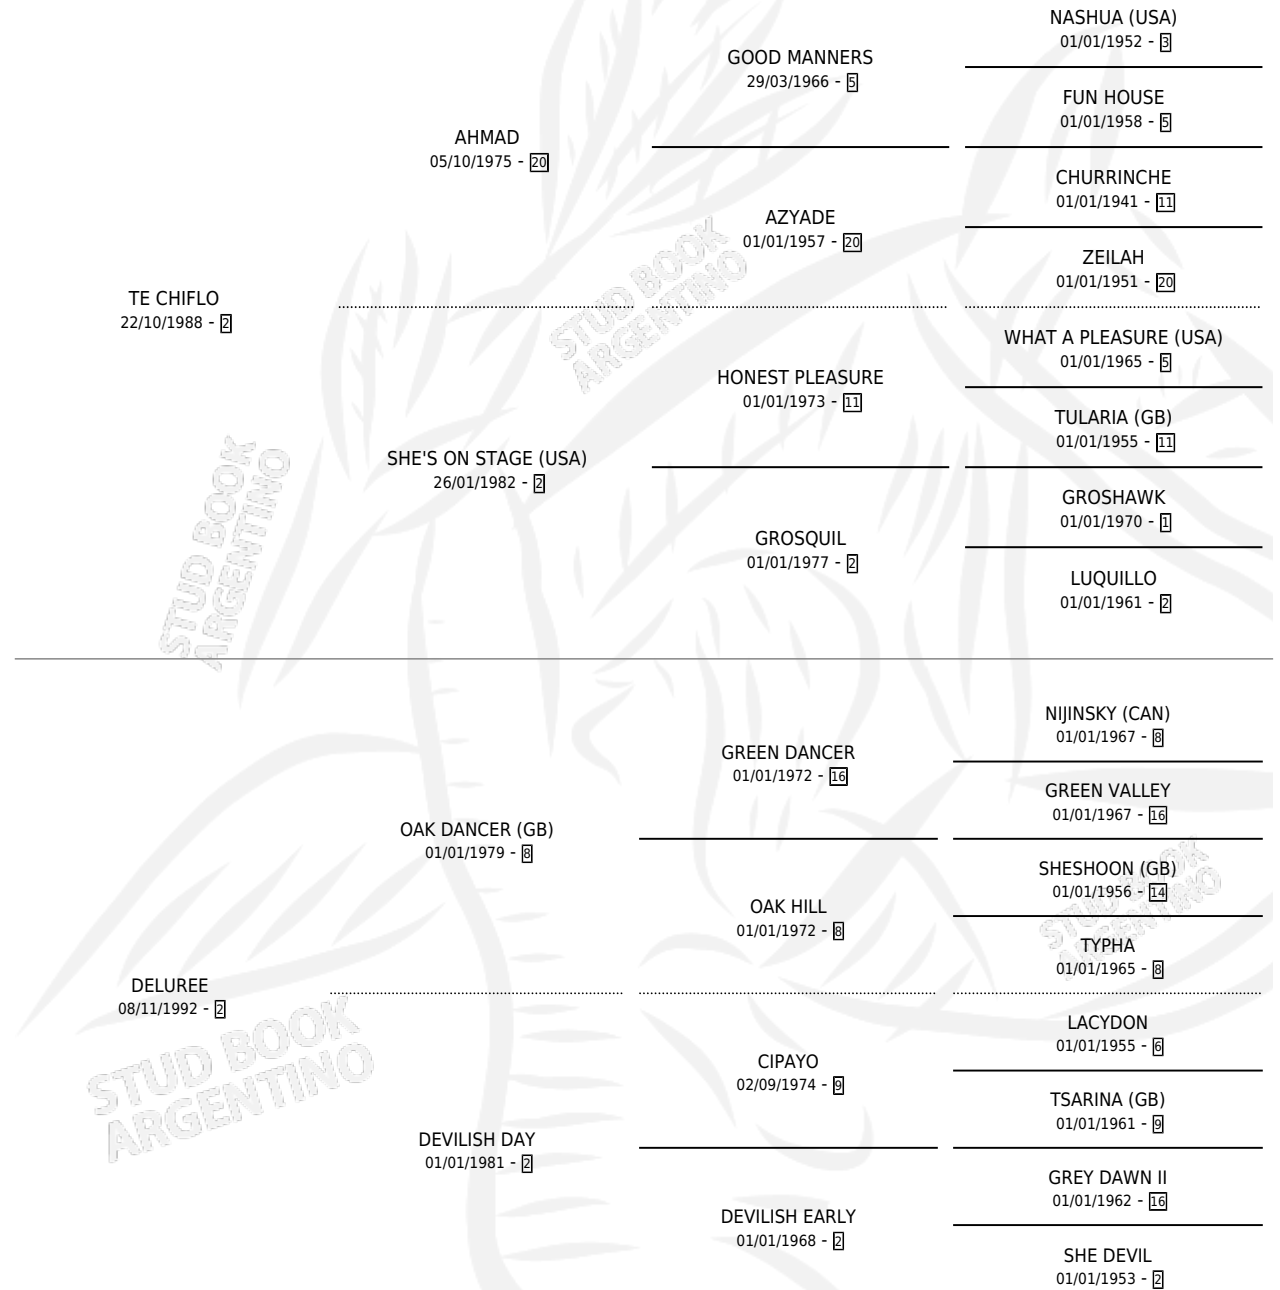 NASHUA (USA)
01/01/1952 - 3
GOOD MANNERS
29/03/1966 - 5
FUN HOUSE
01/01/1958 - 5
AHMAD
05/10/1975 - 20
CHURRINCHE
01/01/1941 - 11
AZYADE
01/01/1957 - 20
ZEILAH
01/01/1951 - 20
TE CHIFLO
22/10/1988 - 2
STUD BOOK
ARGENTINO
WHAT A PLEASURE (USA)
01/01/1965 - 5
HONEST PLEASURE
01/01/1973 - 11
TULARIA (GB)
01/01/1955 - 11
SHE'S ON STAGE (USA)
26/01/1982 - 2
GROSHAWK
01/01/1970 - 1
GROSQUIL
01/01/1977 - 2
LUQUILLO
01/01/1961 - 2
STUD BOOK
ARGENTINO
NIJINSKY (CAN)
01/01/1967 - 8
GREEN DANCER
01/01/1972 - 16
GREEN VALLEY
01/01/1967 - 16
OAK DANCER (GB)
01/01/1979 - 8
SHESHOON (GB)
01/01/1956 - 14
OAK HILL
01/01/1972 - 8
TYPHA
01/01/1965 - 8
STUD BOOK
ARGENTINO
DELUREE
08/11/1992 - 2
LACYDON
01/01/1955 - 6
CIPAYO
02/09/1974 - 9
TSARINA (GB)
01/01/1961 - 9
STUD BOOK
ARGENTINO
DEVILISH DAY
01/01/1981 - 2
GREY DAWN II
01/01/1962 - 16
DEVILISH EARLY
01/01/1968 - 2
SHE DEVIL
01/01/1953 - 2